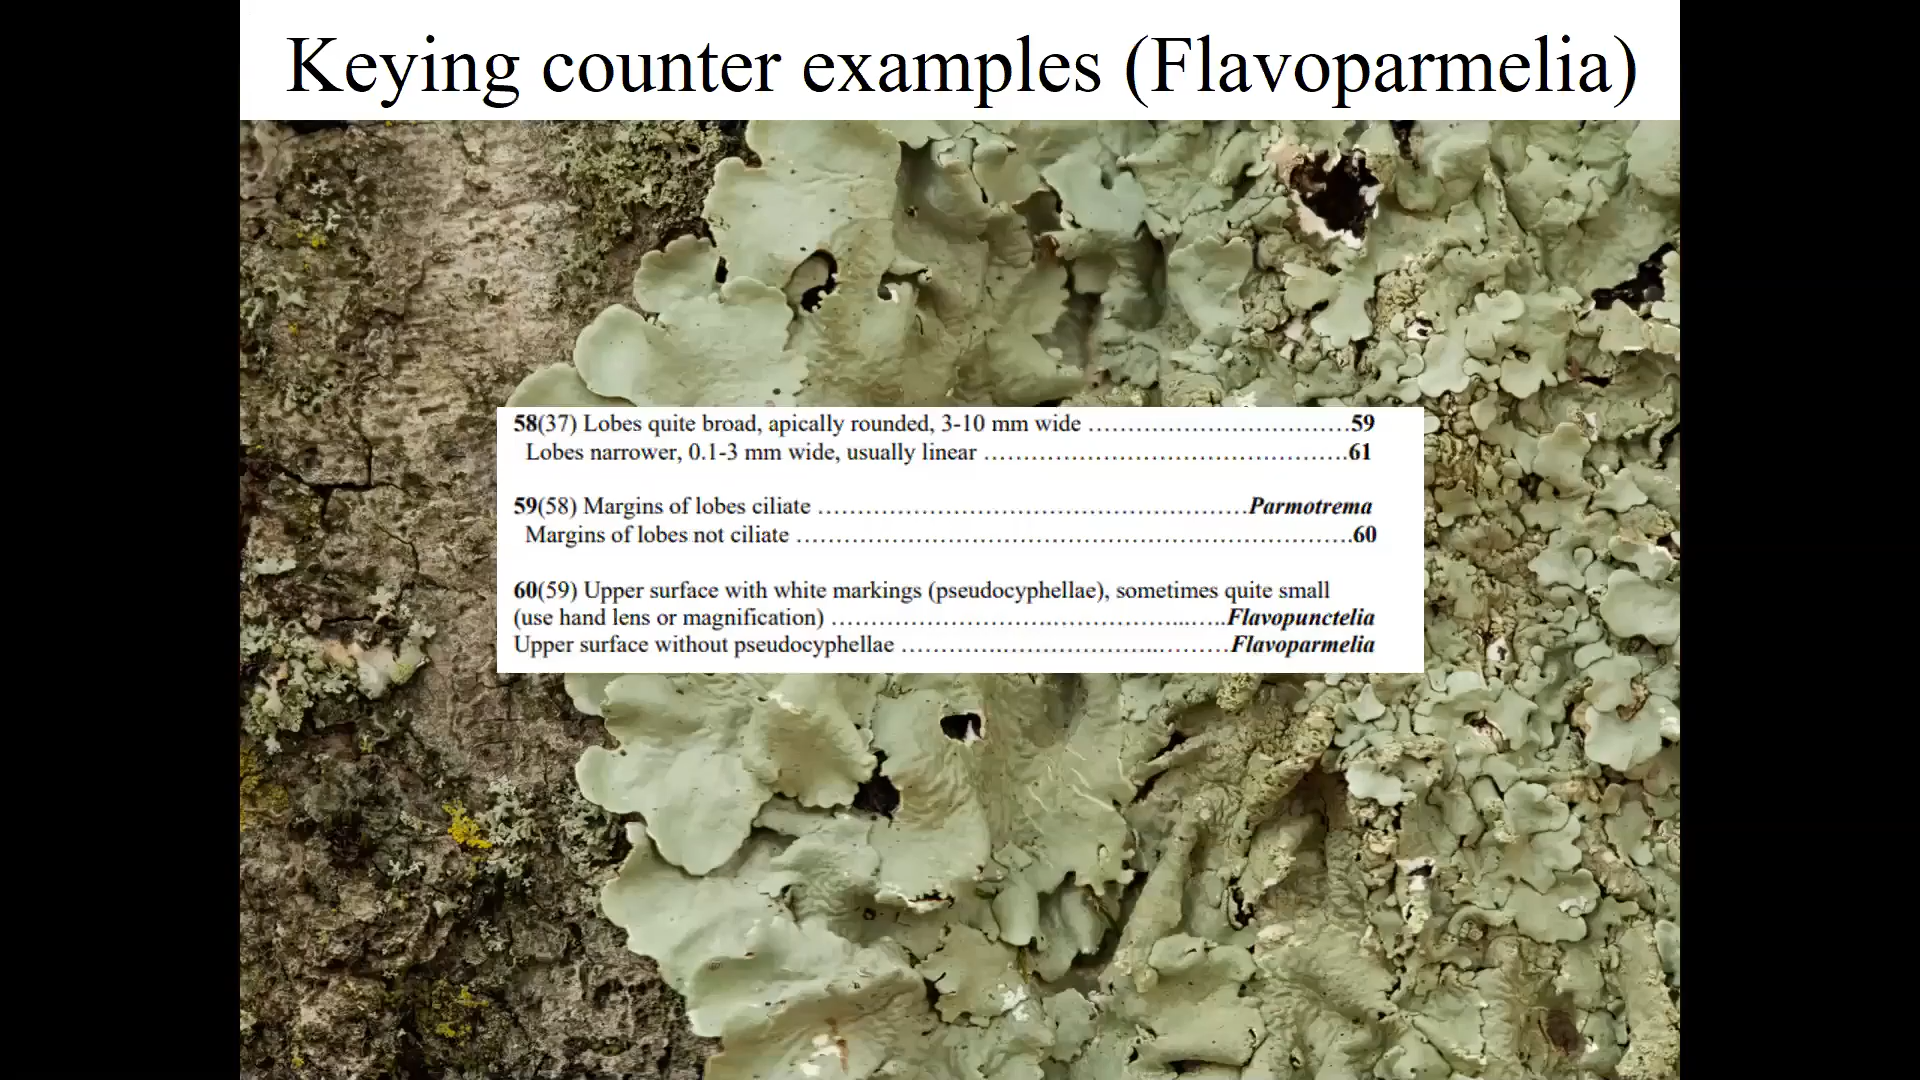 Keying counter examples (Flavoparmelia)
58(37) Lobes quite broad, apically rounded, 3-10 mm wide ……………………………59
Lobes narrower, 0.1-3 mm wide, usually linear ………………………………………61
59(58) Margins of lobes ciliate ……………………………………………Parmotrema
Margins of lobes not ciliate …………………………………………………………….60
60(59) Upper surface with white markings (pseudocyphellae), sometimes quite small
(use hand lens or magnification) ……………………….……………...…...Flavopunctelia
Upper surface without pseudocyphellae …………..………………...………Flavoparmelia